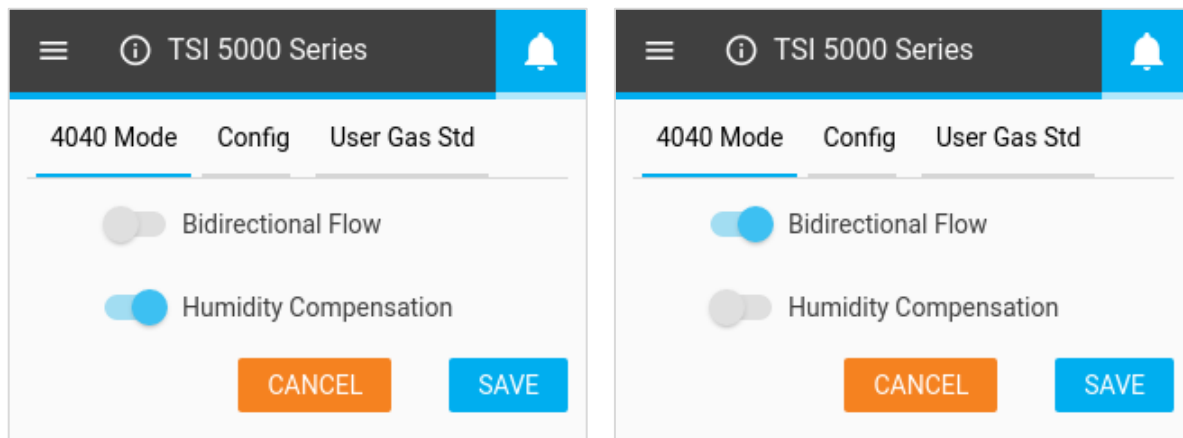 TSI 5000 Series
4040 Mode Config User Gas Std
Bidirectional Flow
Humidity Compensation
CANCEL SAVE
TSI 5000 Series
4040 Mode Config User Gas Std
Bidirectional Flow
Humidity Compensation
CANCEL SAVE